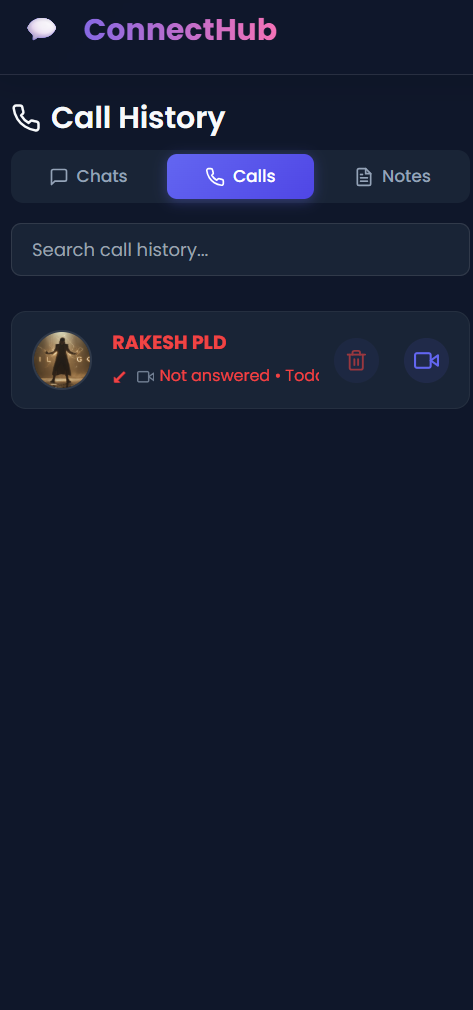 ConnectHub
Call History
Chats
Calls
Notes
Search call history...
RAKESH PLD
Not answered •